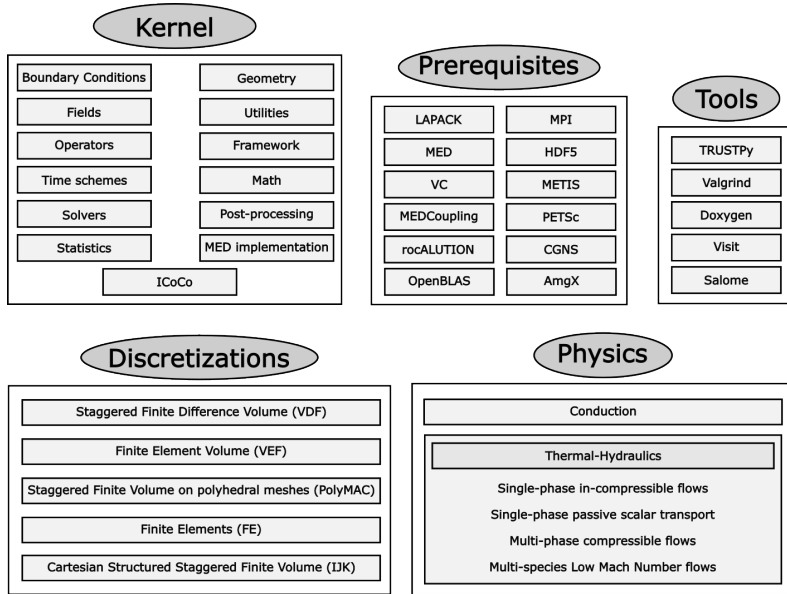 Kernel
Boundary Conditions
Geometry
Fields
Utilities
Operators
Framework
Time schemes
Math
Solvers
Post-processing
Statistics
MED implementation
ICoCo
Prerequisites
LAPACK
MPI
MED
HDF5
VC
METIS
MEDCoupling
PETSc
rocALUTION
CGNS
OpenBLAS
AmgX
Tools
TRUSTPy
Valgrind
Doxygen
Visit
Salome
Discretizations
Staggered Finite Difference Volume (VDF)
Finite Element Volume (VEF)
Staggered Finite Volume on polyhedral meshes (PolyMAC)
Finite Elements (FE)
Cartesian Structured Staggered Finite Volume (IJK)
Physics
Conduction
Thermal-Hydraulics
Single-phase in-compressible flows
Single-phase passive scalar transport
Multi-phase compressible flows
Multi-species Low Mach Number flows